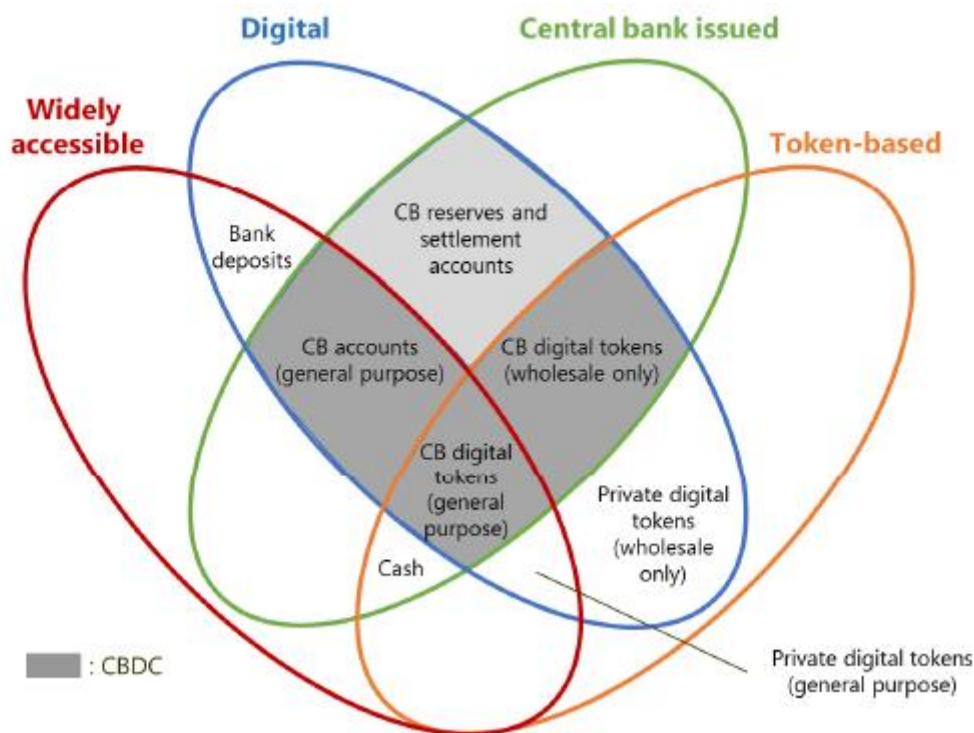 Digital
Central bank issued
Widely
accessible
Token-based
CB reserves and
settlement
accounts
Bank
deposits
CB accounts
(general purpose)
CB digital tokens
(wholesale only)
CB digital
tokens
(general
purpose)
Private digital
tokens
(wholesale
only)
Cash
: CBDC
Private digital tokens
(general purpose)